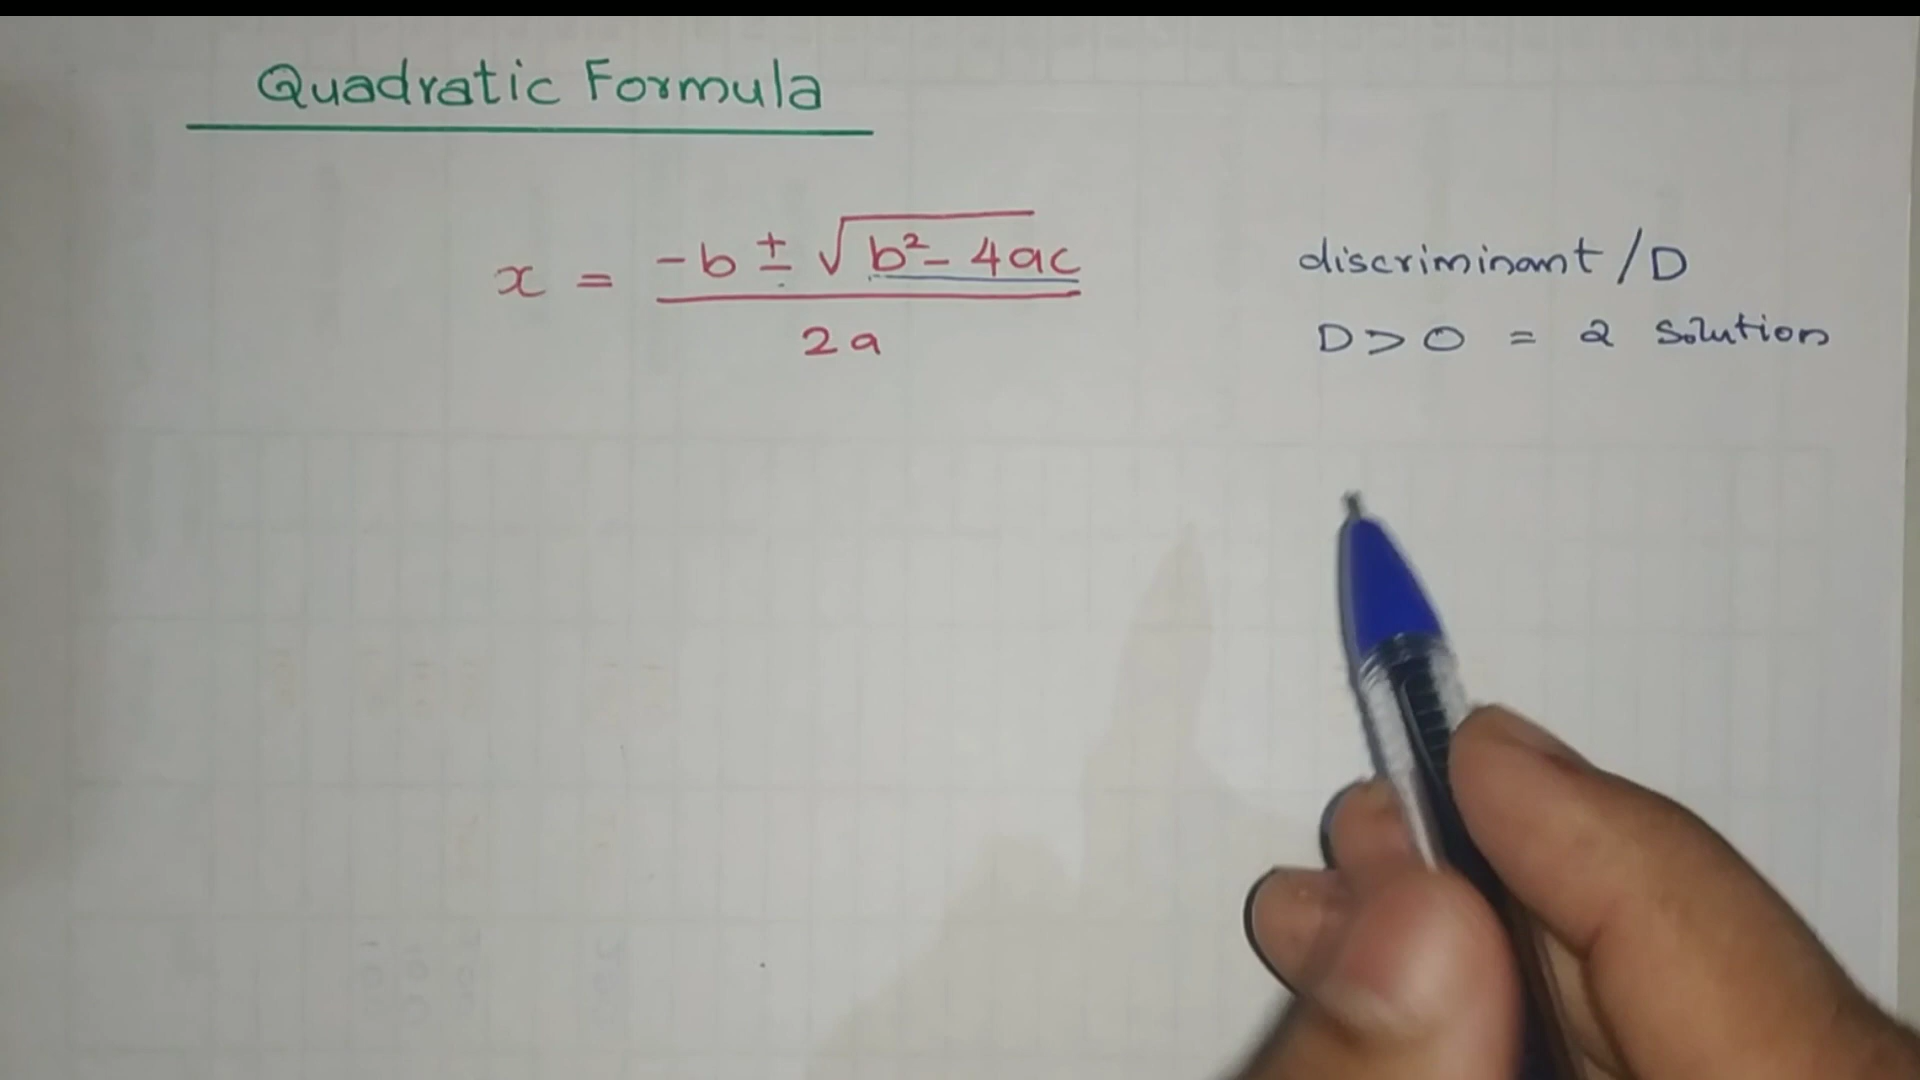 Quadratic Formula
x = -b ± √b² - 4ac / 2a
discriminant / D
D > 0 = 2 Solution